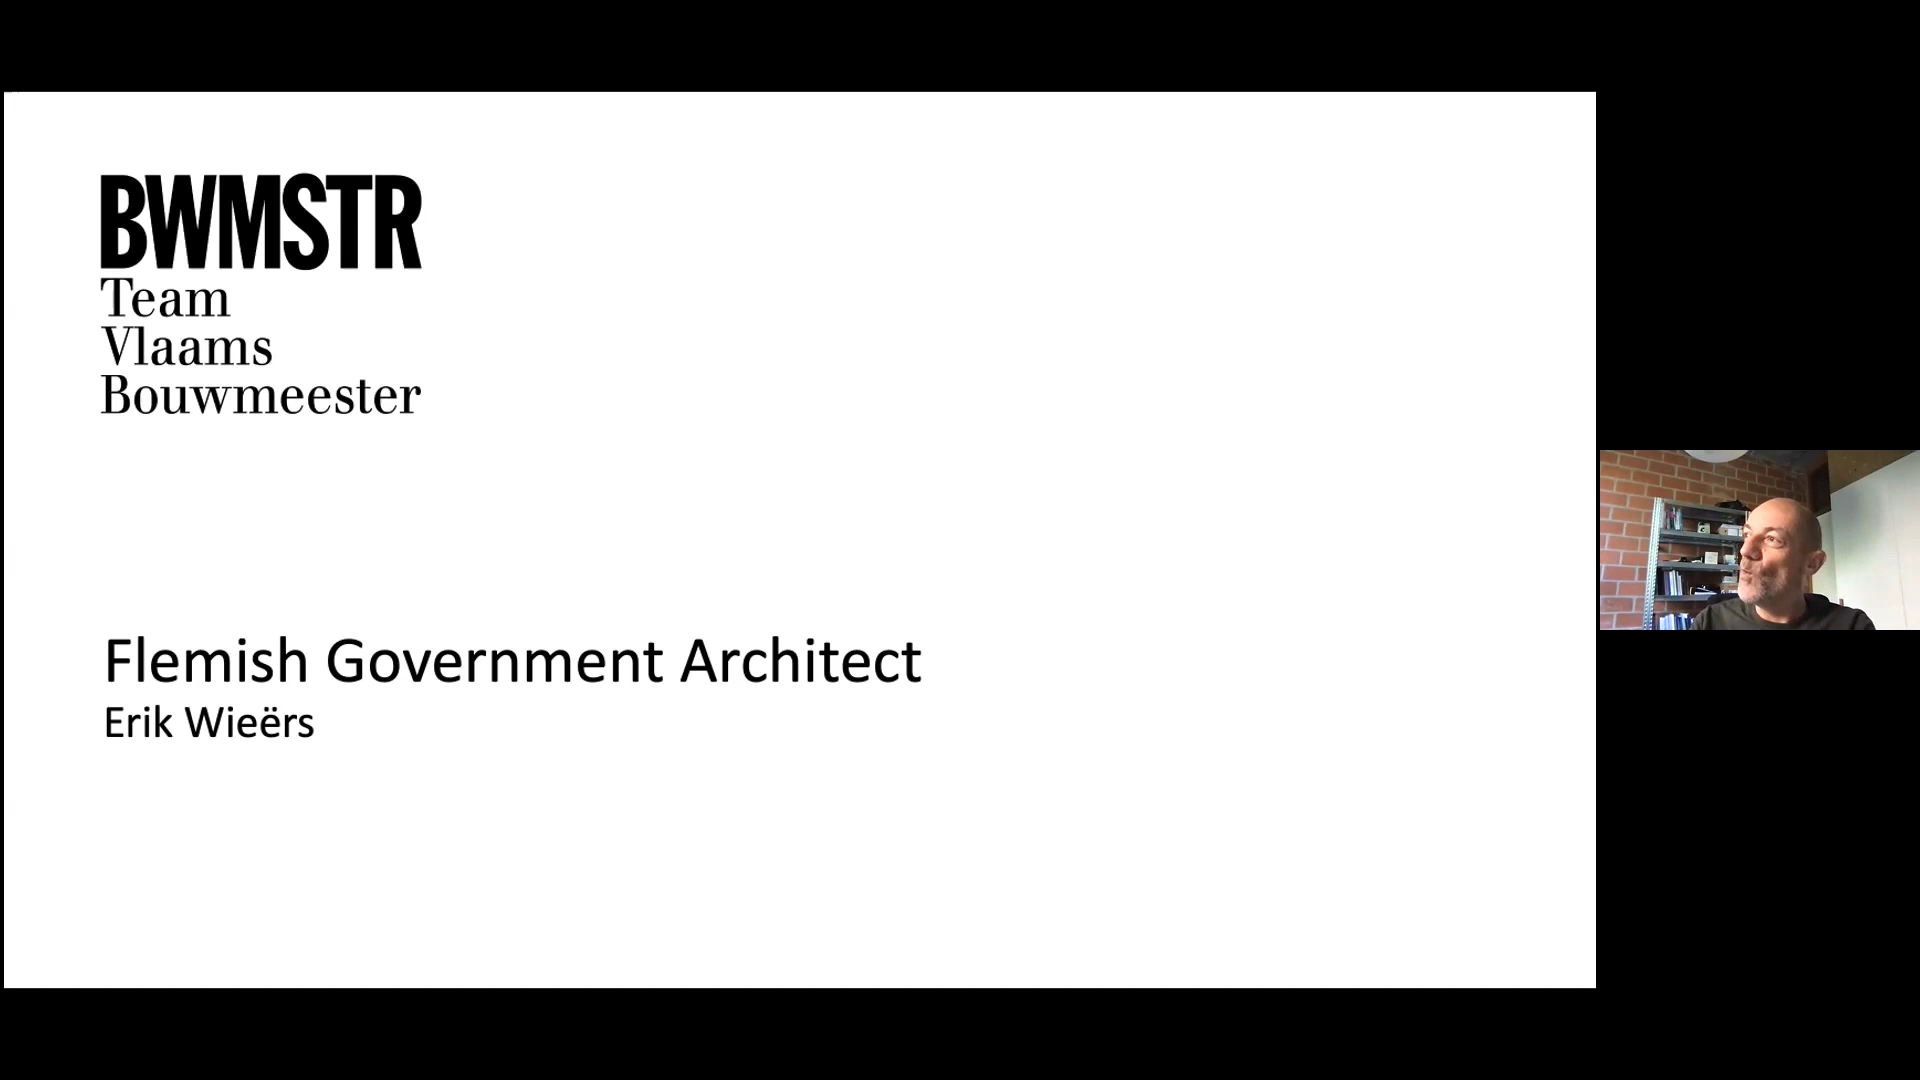 BWMSTR
Team
Vlaams
Bouwmeester
Flemish Government Architect
Erik Wieërs